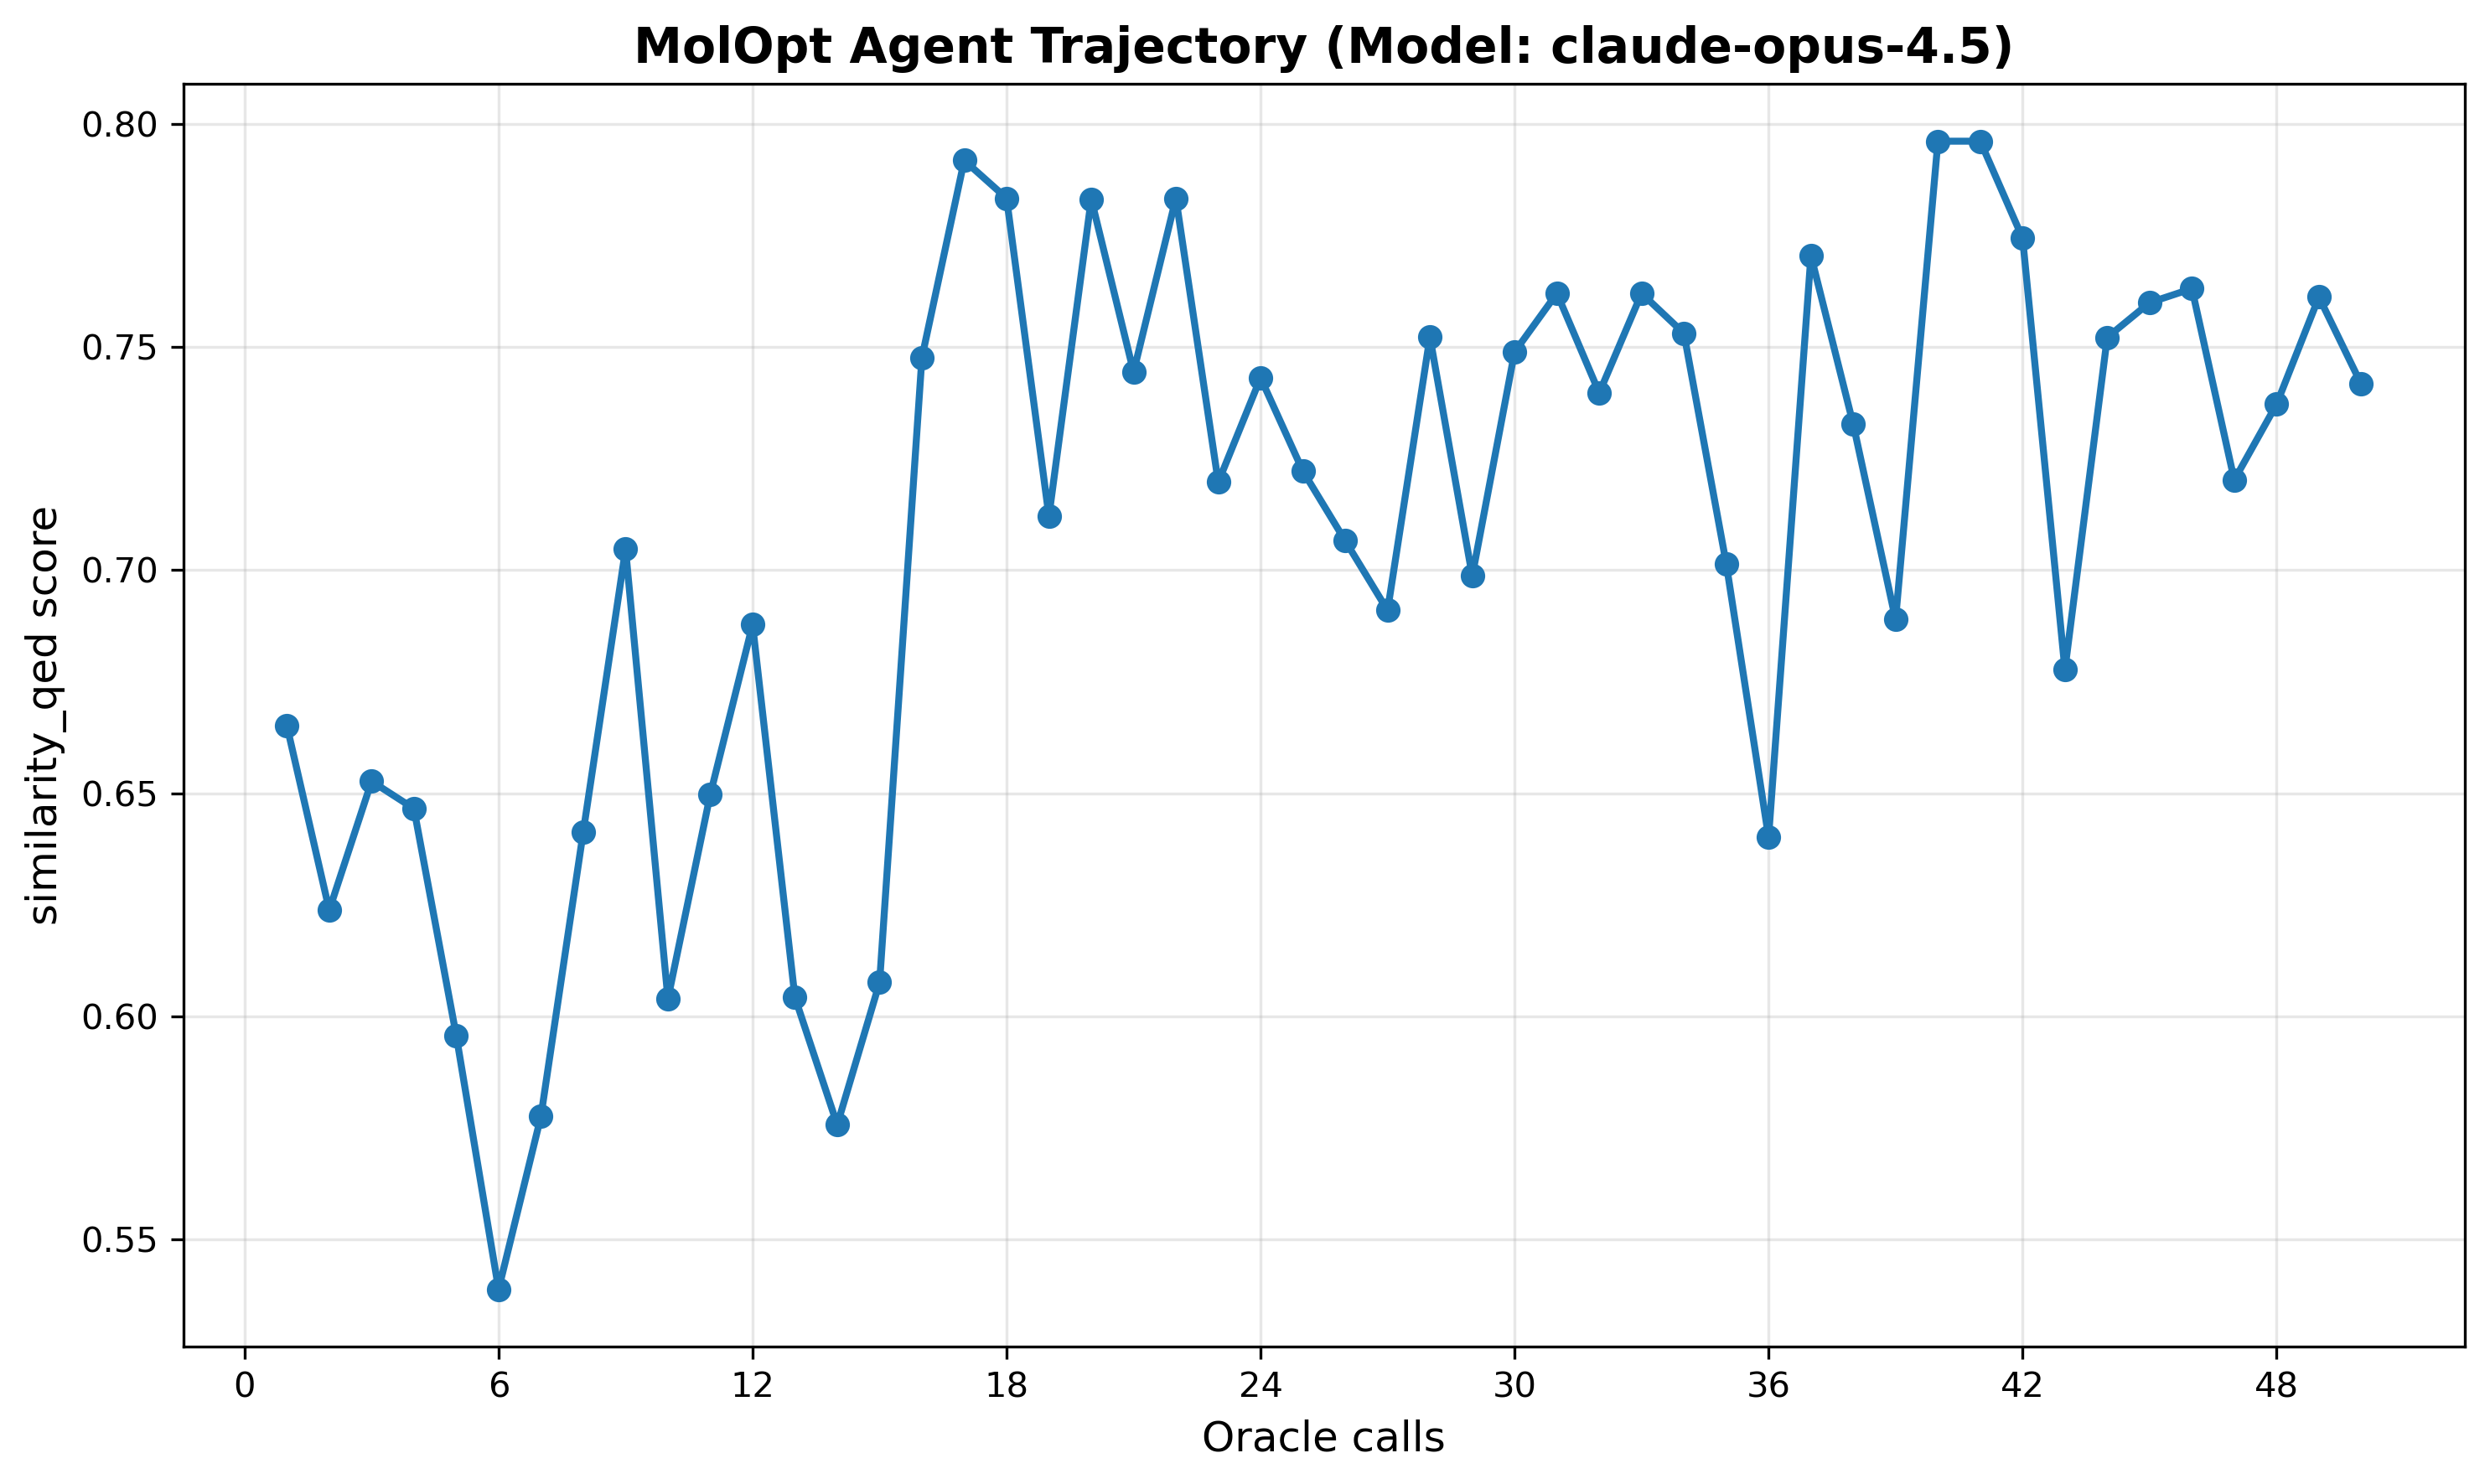 MolOpt Agent Trajectory (Model: claude-opus-4.5)
similarity_qed score
0.80
0.75
0.70
0.65
0.60
0.55
0 6 12 18 24 30 36 42 48
Oracle calls